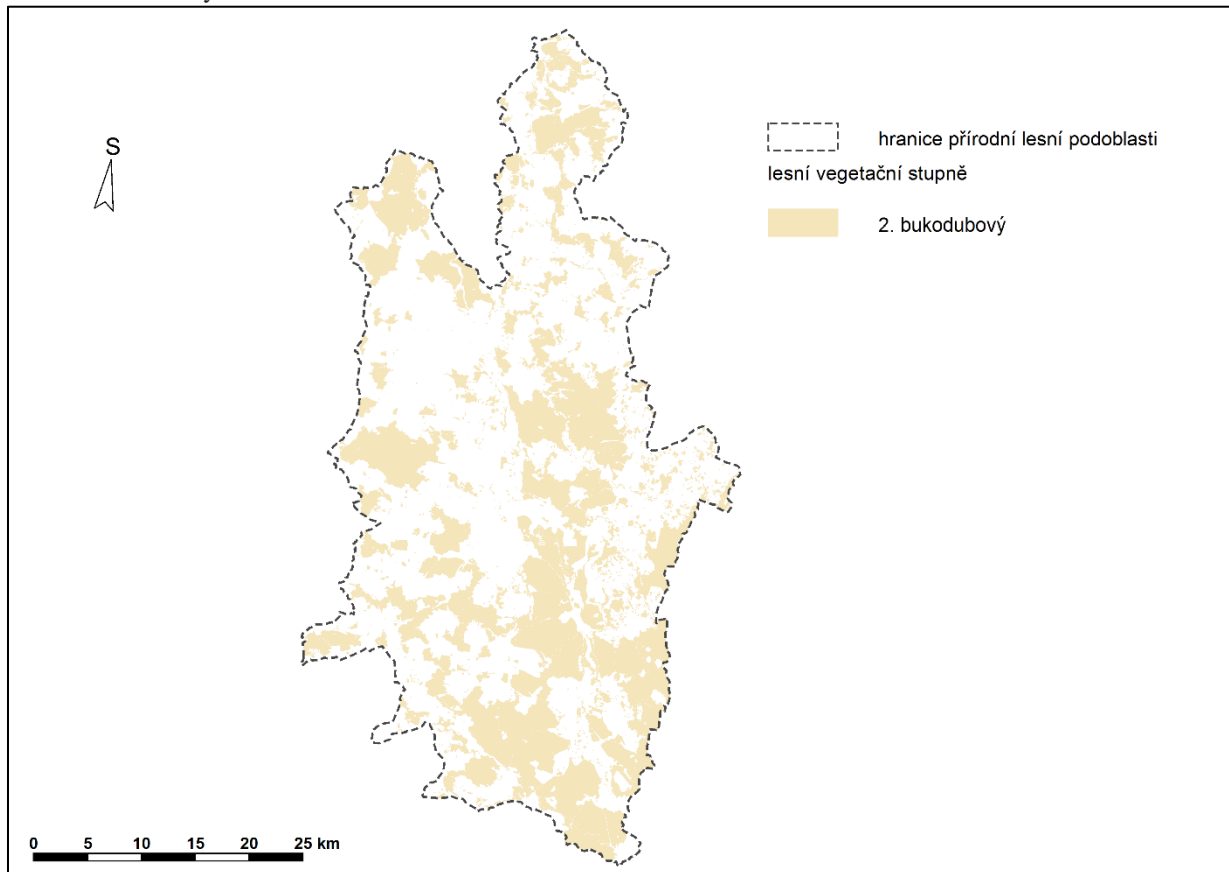 S
hranice přírodní lesní podoblasti
lesní vegetační stupně
2. bukodubový
0 5 10 15 20 25 km